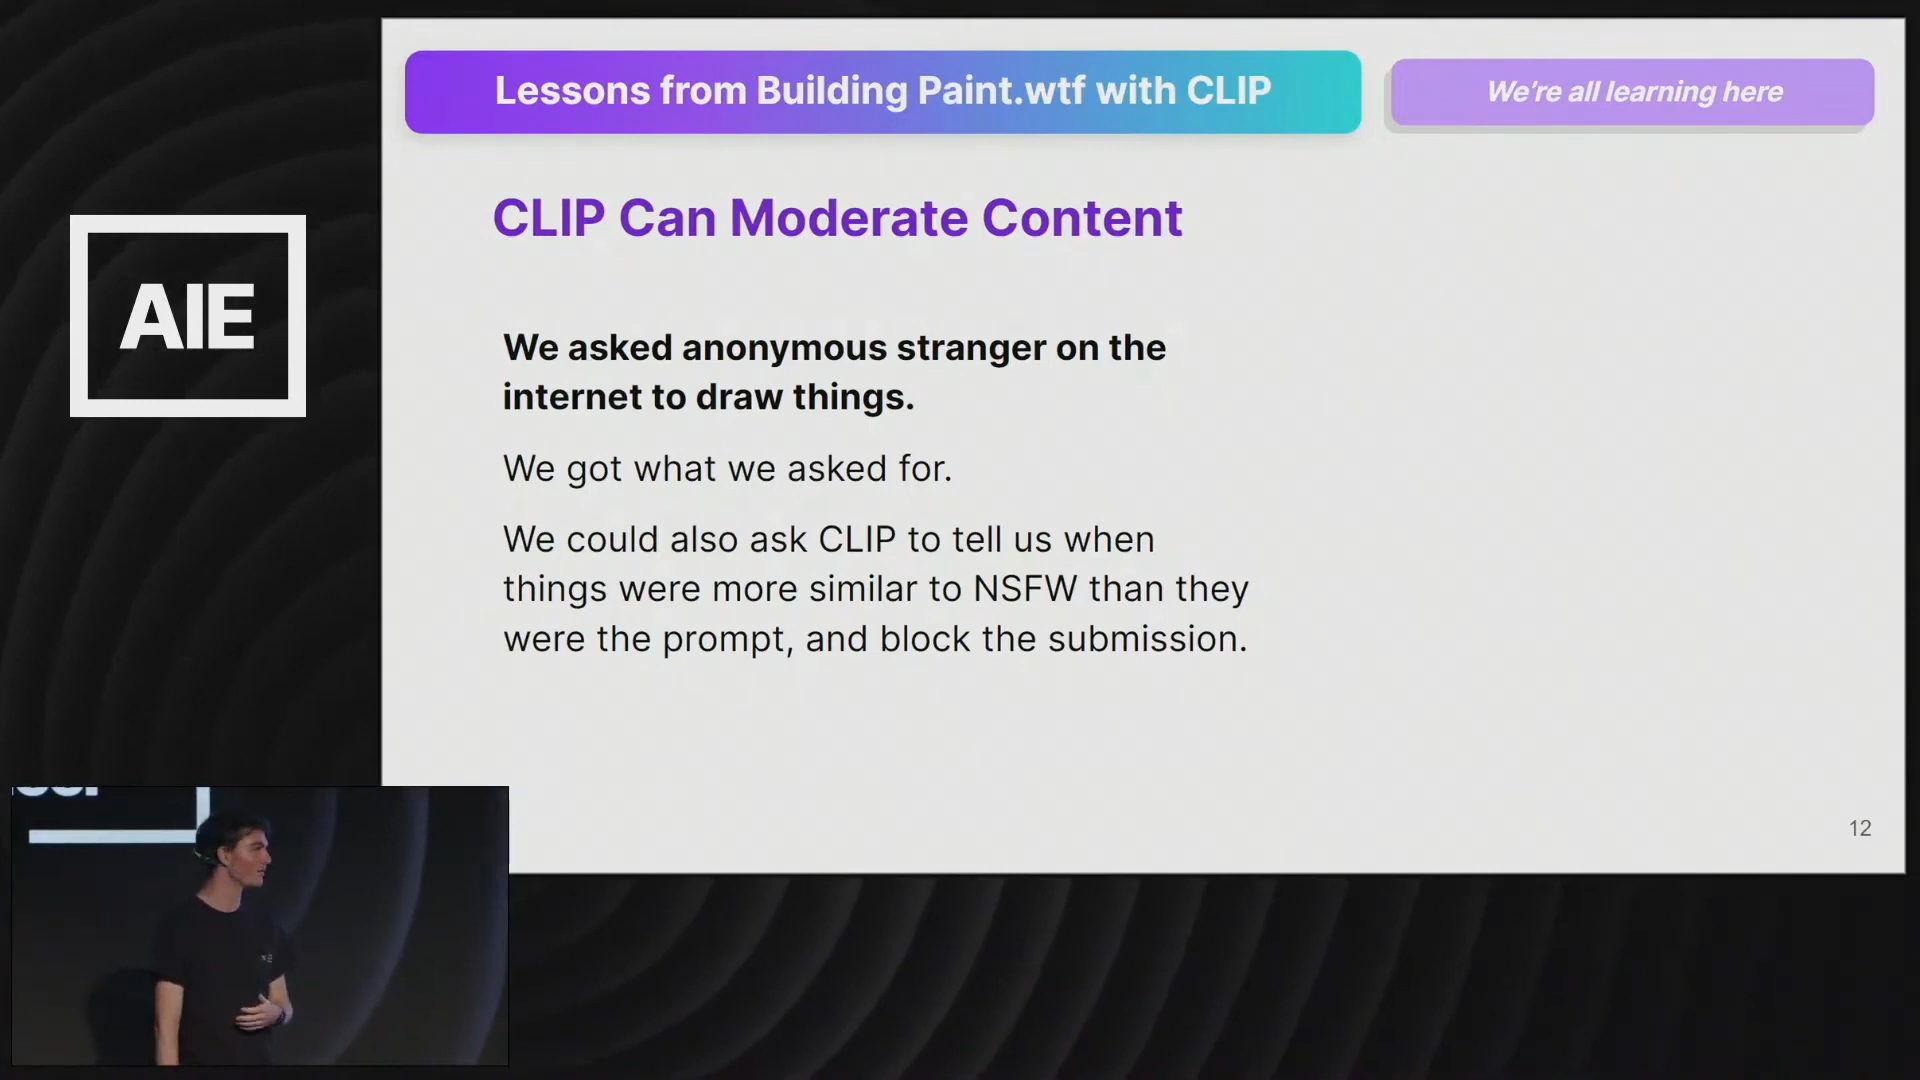 Lessons from Building Paint.wtf with CLIP
We're all learning here
AIE
CLIP Can Moderate Content
We asked anonymous stranger on the
internet to draw things.
We got what we asked for.
We could also ask CLIP to tell us when
things were more similar to NSFW than they
were the prompt, and block the submission.
12